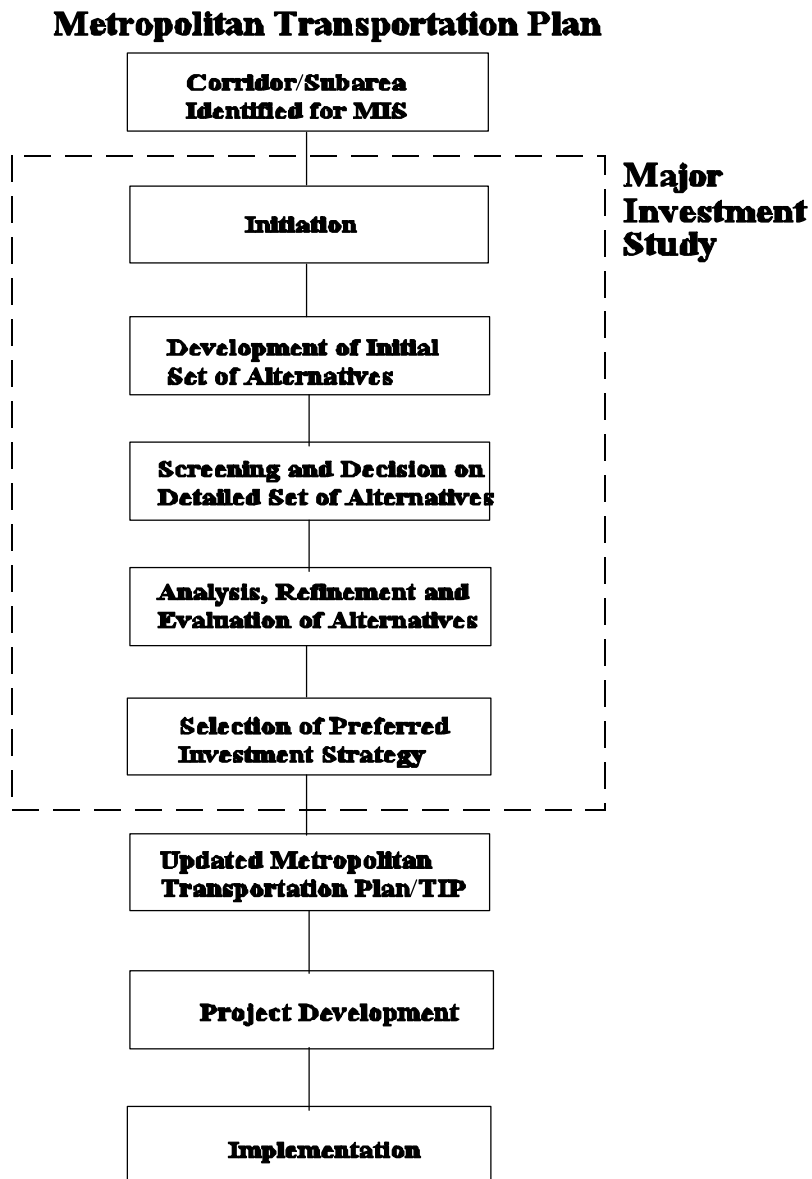 Metropolitan Transportation Plan
Corridor/Subarea
Identified for MIS
Major
Investment
Study
Initiation
Development of Initial
Set of Alternatives
Screening and Decision on
Detailed Set of Alternatives
Analysis, Refinement and
Evaluation of Alternatives
Selection of Preferred
Investment Strategy
Updated Metropolitan
Transportation Plan/TIP
Project Development
Implementation